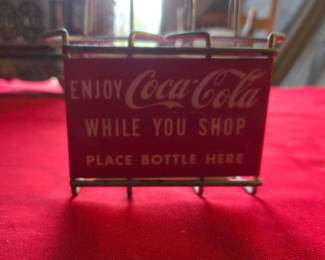 ENJOY Coca-Cola
WHILE YOU SHOP
PLACE BOTTLE HERE